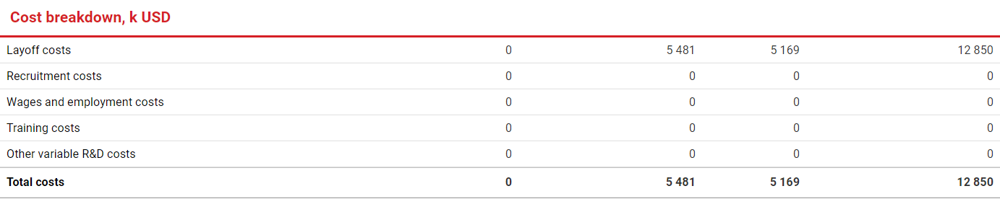 Cost breakdown, k USD
Layoff costs 0 5 481 5 169 12 850
Recruitment costs 0 0 0 0
Wages and employment costs 0 0 0 0
Training costs 0 0 0 0
Other variable R&D costs 0 0 0 0
Total costs 0 5 481 5 169 12 850